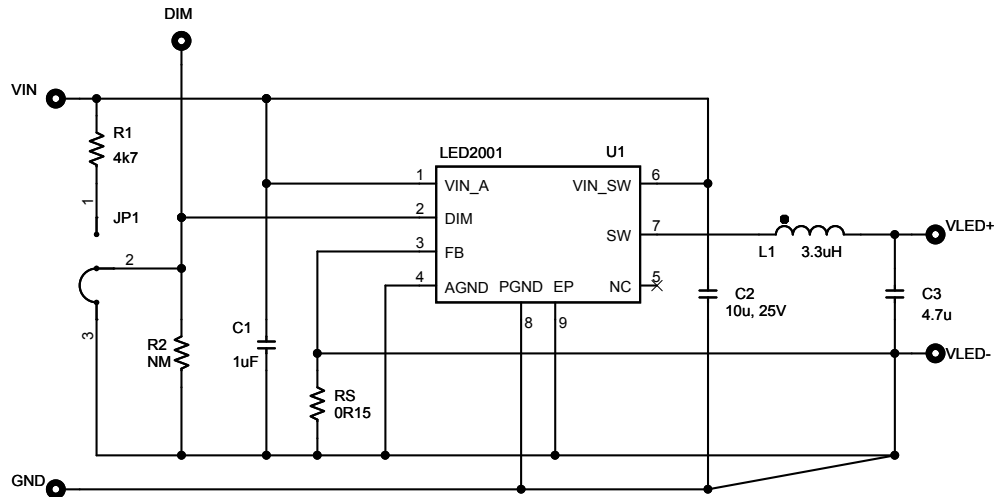 DIM
VIN
R1
4k7
LED2001
U1
1
VIN_A
VIN_SW
6
JP1
1
2
DIM
SW
7
VLED+
3
FB
L1
3.3uH
2
4
AGND
PGND
EP
NC
5
C2
10u, 25V
C3
4.7u
3
8
9
C1
1uF
R2
NM
VLED-
RS
0R15
GND